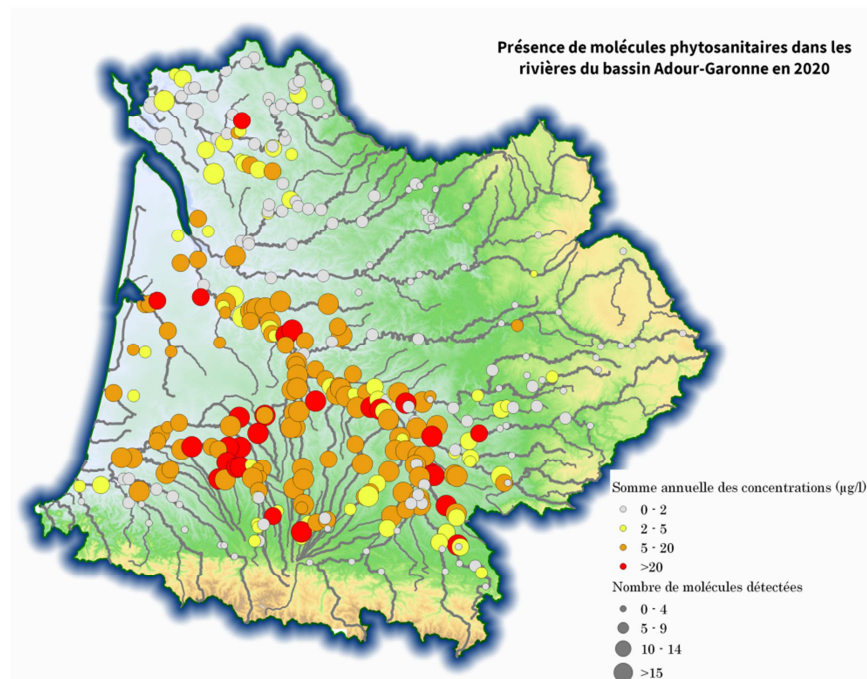 Présence de molécules phytosanitaires dans les
rivières du bassin Adour-Garonne en 2020
Somme annuelle des concentrations (µg/l)
0 - 2
2 - 5
5 - 20
>20
Nombre de molécules détectées
0 - 4
5 - 9
10 - 14
>15